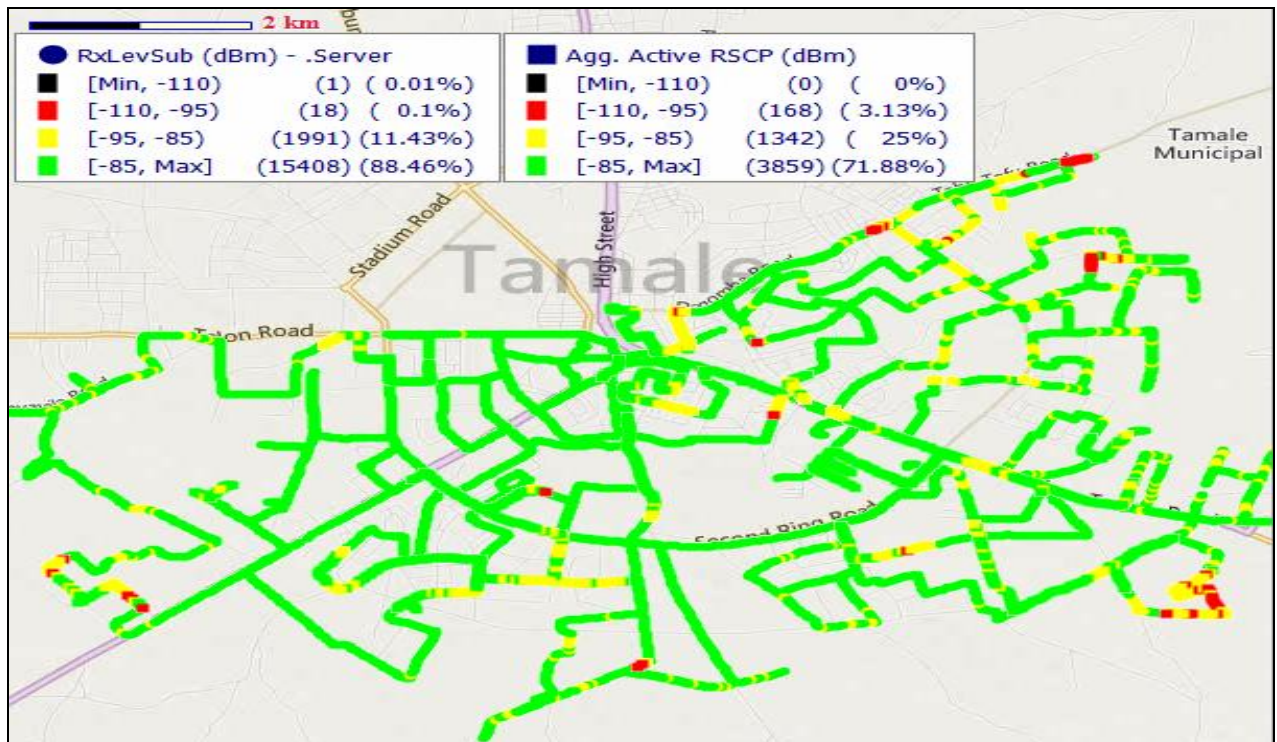 2 km
RxLevSub (dBm) - .Server
[Min, -110) (1) ( 0.01%)
[-110, -95) (18) ( 0.1%)
[-95, -85) (1991) (11.43%)
[-85, Max] (15408) (88.46%)
Agg. Active RSCP (dBm)
[Min, -110) (0) ( 0%)
[-110, -95) (168) ( 3.13%)
[-95, -85) (1342) ( 25%)
[-85, Max] (3859) (71.88%)
Tamale
Municipal
Stadium Road
High Street
Tamale
Road
Road
Second Ring Road